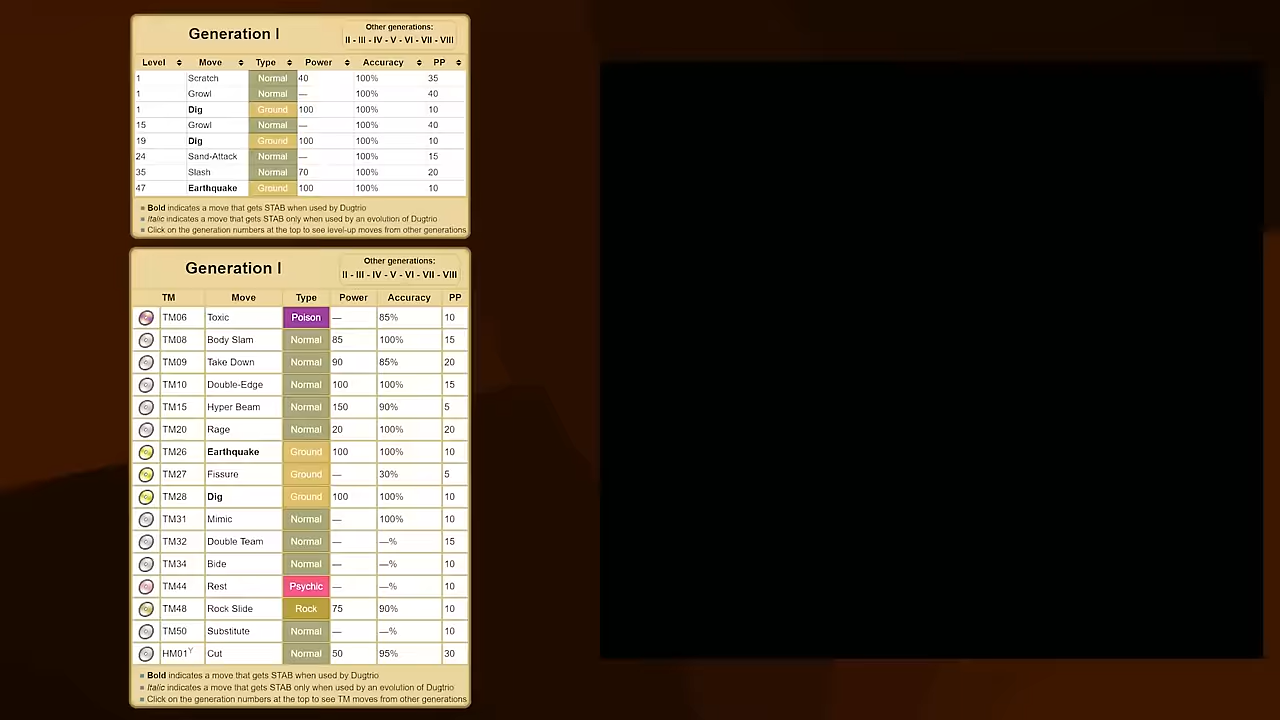 Generation I
Other generations:
II - III - IV - V - VI - VII - VIII
Level Move Type Power Accuracy PP
1 Scratch Normal 40 100% 35
1 Growl Normal — 100% 40
1 Dig Ground 100 100% 10
15 Growl Normal — 100% 40
19 Dig Ground 100 100% 10
24 Sand-Attack Normal — 100% 15
35 Slash Normal 70 100% 20
47 Earthquake Ground 100 100% 10
Bold indicates a move that gets STAB when used by Dugtrio
Italic indicates a move that gets STAB only when used by an evolution of Dugtrio
Click on the generation numbers at the top to see level-up moves from other generations
Generation I
Other generations:
II - III - IV - V - VI - VII - VIII
TM Move Type Power Accuracy PP
TM06 Toxic Poison — 85% 10
TM08 Body Slam Normal 85 100% 15
TM09 Take Down Normal 90 85% 20
TM10 Double-Edge Normal 100 100% 15
TM15 Hyper Beam Normal 150 90% 5
TM20 Rage Normal 20 100% 20
TM26 Earthquake Ground 100 100% 10
TM27 Fissure Ground — 30% 5
TM28 Dig Ground 100 100% 10
TM31 Mimic Normal — 100% 10
TM32 Double Team Normal — —% 15
TM34 Bide Normal — —% 10
TM44 Rest Psychic — —% 10
TM48 Rock Slide Rock 75 90% 10
TM50 Substitute Normal — —% 10
HM01Y Cut Normal 50 95% 30
Bold indicates a move that gets STAB when used by Dugtrio
Italic indicates a move that gets STAB only when used by an evolution of Dugtrio
Click on the generation numbers at the top to see TM moves from other generations